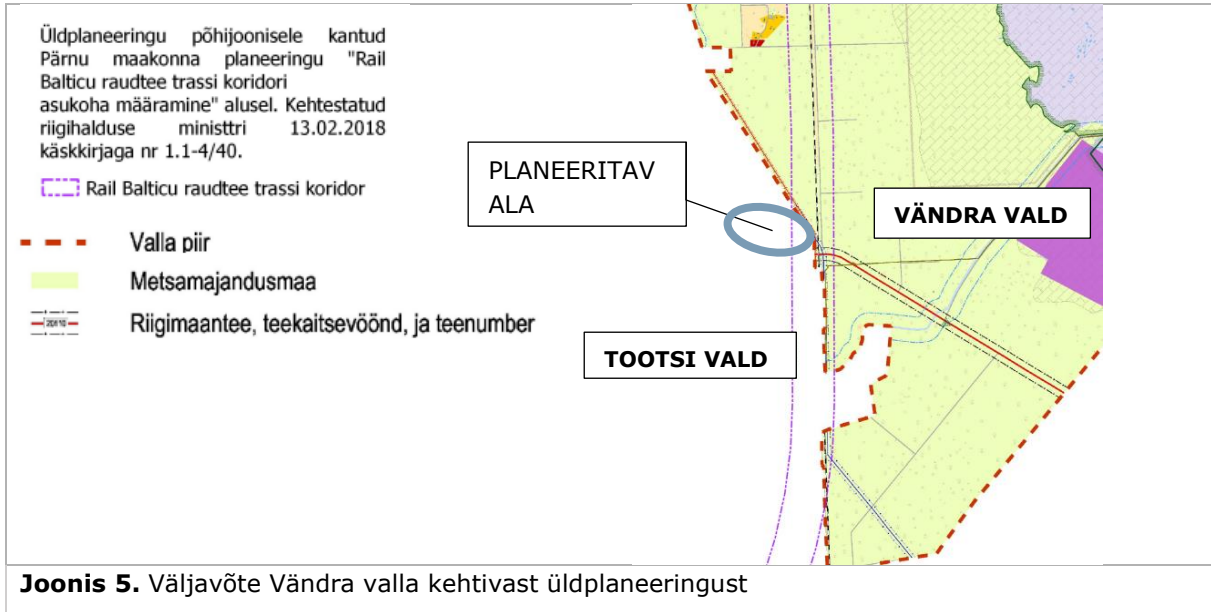 Üldplaneeringu põhijoonisele kantud
Pärnu maakonna planeeringu "Rail
Balticu raudtee trassi koridori
asukoha määramine" alusel. Kehtestatud
riigihalduse ministtri 13.02.2018
käskkirjaga nr 1.1-4/40.
Rail Balticu raudtee trassi koridor
Valla piir
Metsamajandusmaa
20110 Riigimaantee, teekaitsevöönd, ja teenumber
PLANEERITAV
ALA
VÄNDRA VALD
TOOTSI VALD
Joonis 5. Väljavõte Vändra valla kehtivast üldplaneeringust